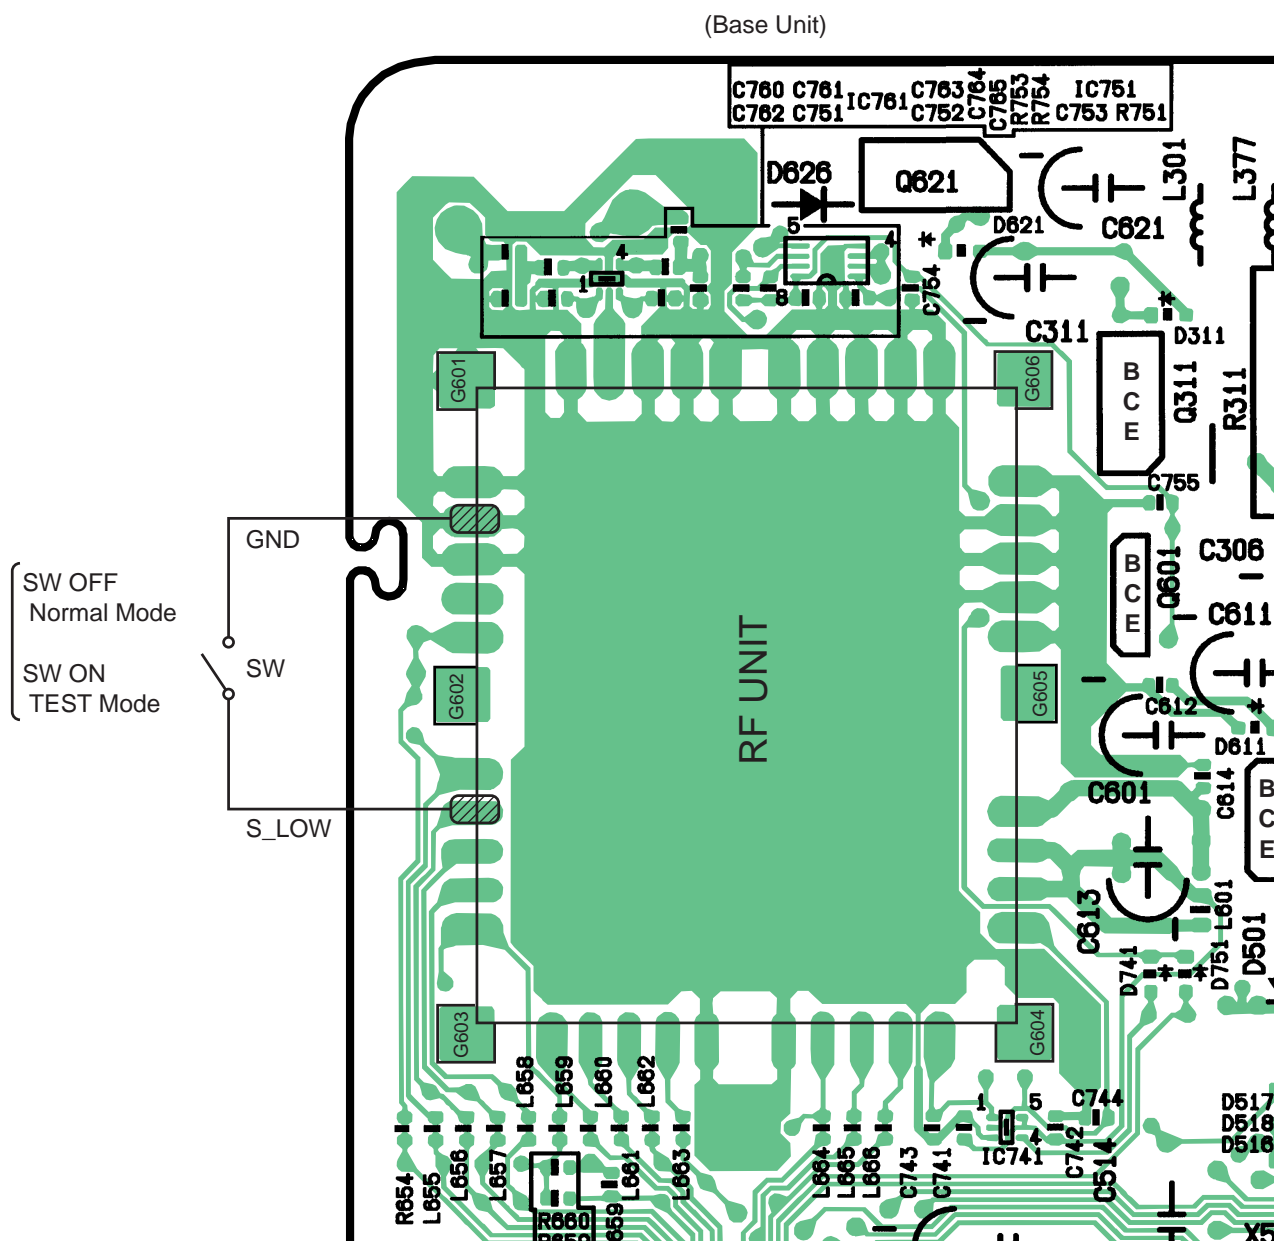 (Base Unit)
C760 C761 IC761 C763 C764 C765 R753 R754 IC751
C762 C751 C752 C753 R751
D626
Q621
L301
L377
C621
D621
5
4
4
1
8
C754
C311
D311
G601
G606
B
C
E
Q311
R311
C755
GND
SW OFF
Normal Mode
SW
SW ON
TEST Mode
S_LOW
C306
B
C
E
Q601
C611
G602
G605
RF UNIT
C612
D611
C601
C614
B
C
E
C613
L601
D741
D751
D501
G603
G604
L658
L659
L660
L662
1
5
C744
D517
D518
D516
4
IC741
C742
C514
R654
L655
L656
L657
L661
L663
L664
L665
L666
C743
C741
R660
X5